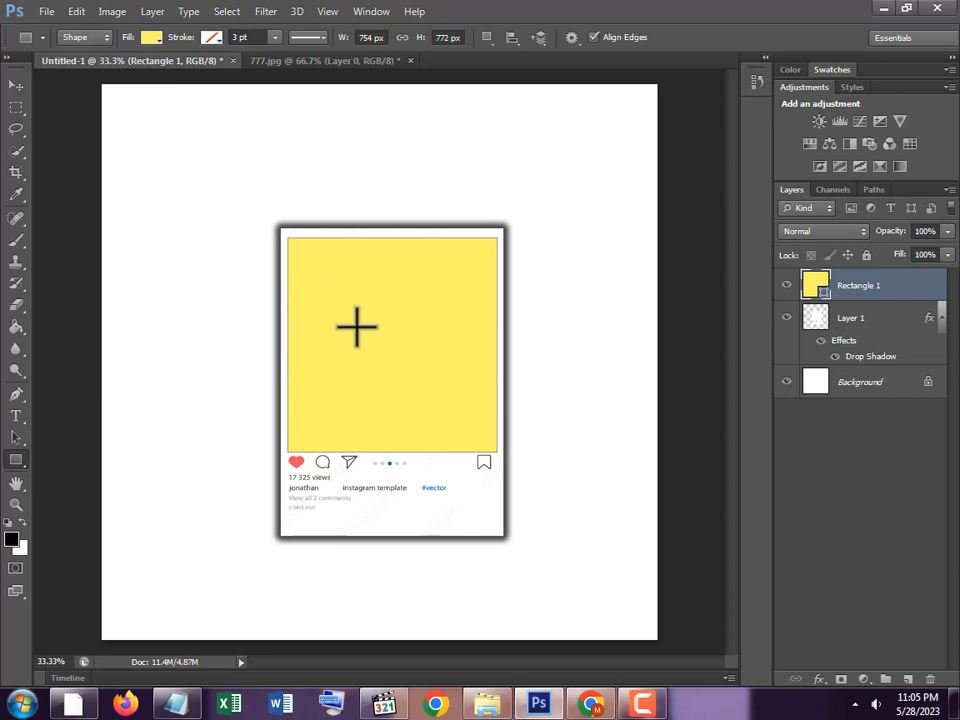 Ps File Edit Image Layer Type Select Filter 3D View Window Help
Shape Fill: Stroke: 3 pt W: 754 px H: 772 px Align Edges Essentials
Untitled-1 @ 33.3% (Rectangle 1, RGB/8) * × 777.jpg @ 66.7% (Layer 0, RGB/8) * ×
Color Swatches
Adjustments Styles
Add an adjustment
Layers Channels Paths
Kind
Normal Opacity: 100%
Lock: Fill: 100%
Rectangle 1
Layer 1 fx
Effects
Drop Shadow
Background
17 325 views
jonathan instagram template #vector
View all 2 comments
33.33% Doc: 11.4M/4.87M
Timeline
321
Ps
11:05 PM
5/28/2023